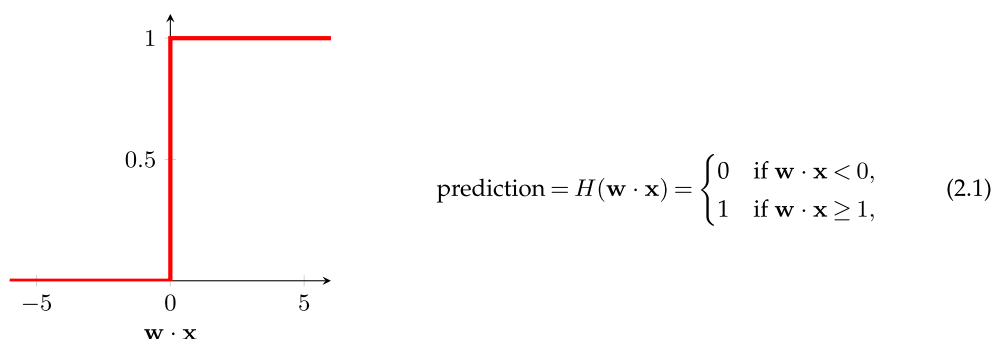 1
0.5
−5 0 5
w · x
prediction = H(w · x) = {0 if w · x < 0,
1 if w · x ≥ 1,
(2.1)